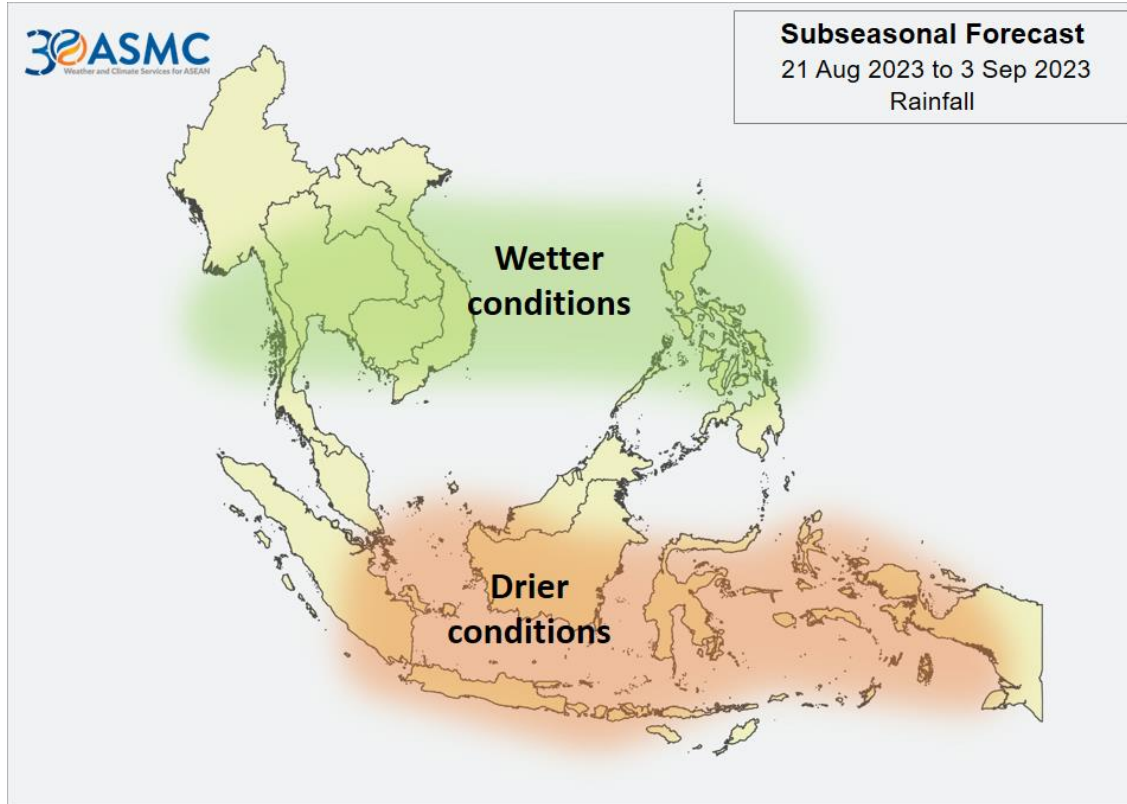 ASMC
Weather and Climate Services for ASEAN
Subseasonal Forecast
21 Aug 2023 to 3 Sep 2023
Rainfall
Wetter
conditions
Drier
conditions